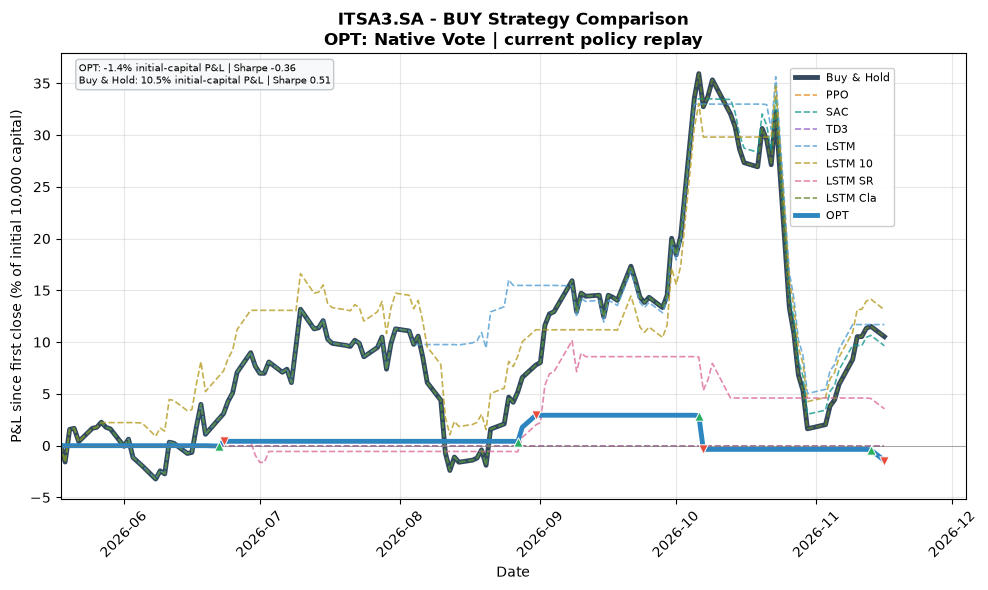 ITSA3.SA - BUY Strategy Comparison
OPT: Native Vote | current policy replay
OPT: -1.4% initial-capital P&L | Sharpe -0.36
Buy & Hold: 10.5% initial-capital P&L | Sharpe 0.51
Buy & Hold
PPO
SAC
TD3
LSTM
LSTM 10
LSTM SR
LSTM Cla
OPT
P&L since first close (% of initial 10,000 capital)
35
30
25
20
15
10
5
0
−5
2026-06
2026-07
2026-08
2026-09
2026-10
2026-11
2026-12
Date